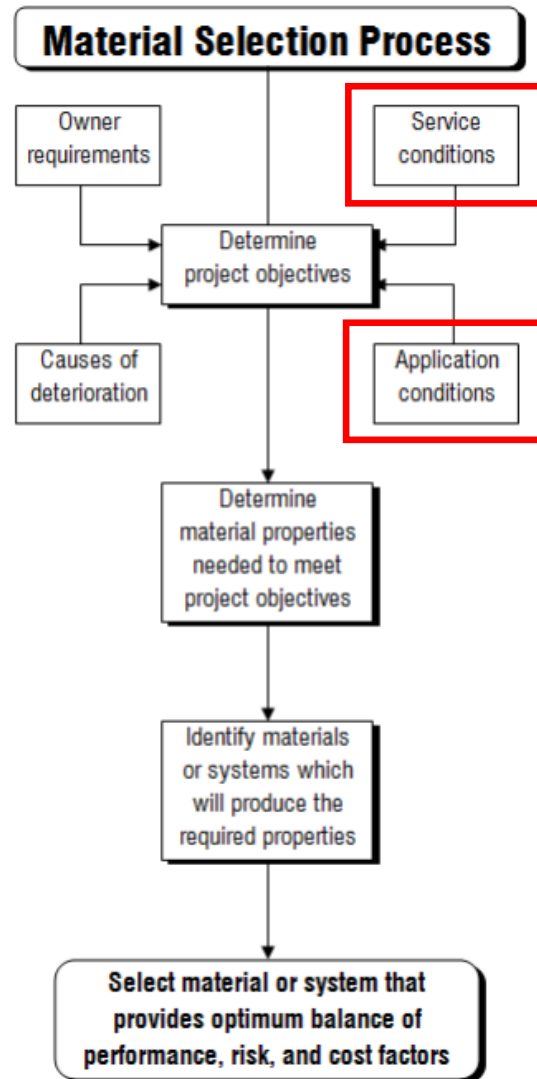 Material Selection Process
Owner
requirements
Service
conditions
Determine
project objectives
Causes of
deterioration
Application
conditions
Determine
material properties
needed to meet
project objectives
Identify materials
or systems which
will produce the
required properties
Select material or system that
provides optimum balance of
performance, risk, and cost factors